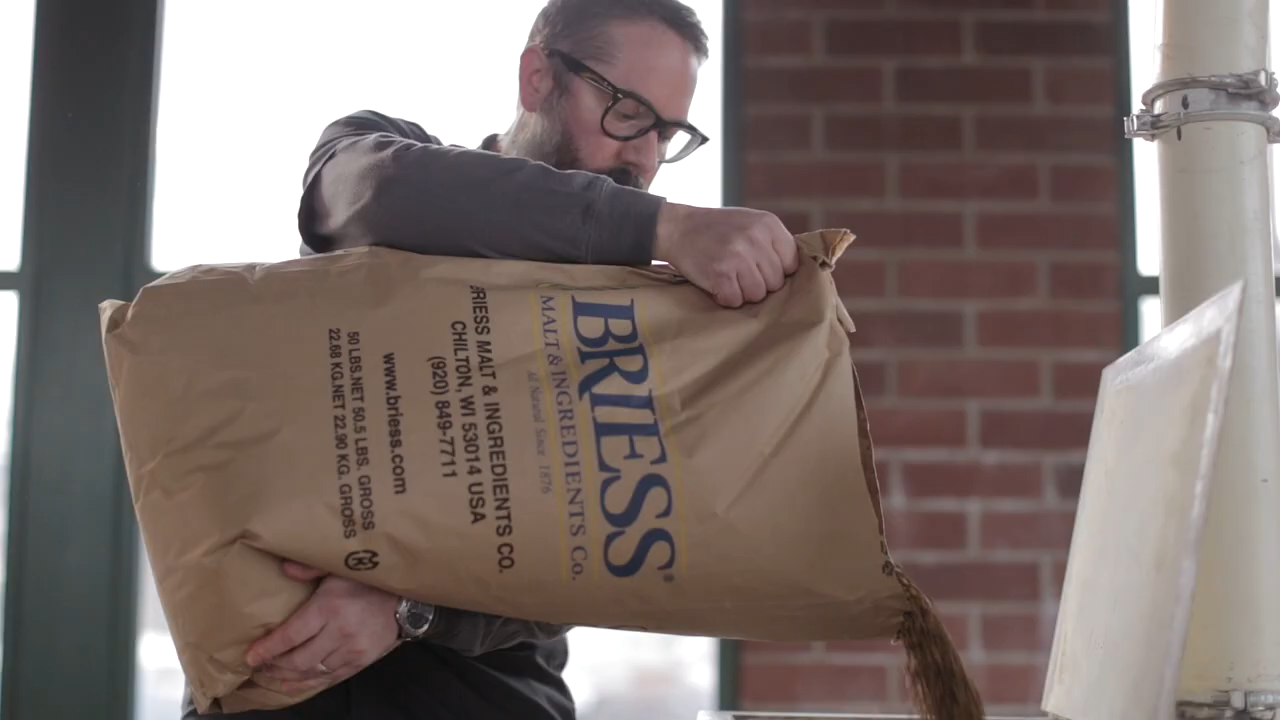 BRIESS®
MALT & INGREDIENTS Co.
All Natural Since 1876
BRIESS MALT & INGREDIENTS CO.
CHILTON, WI 53014 USA
(920) 849-7711
www.briess.com
50 LBS.NET 50.5 LBS. GROSS
22.68 KG.NET 22.90 KG. GROSS